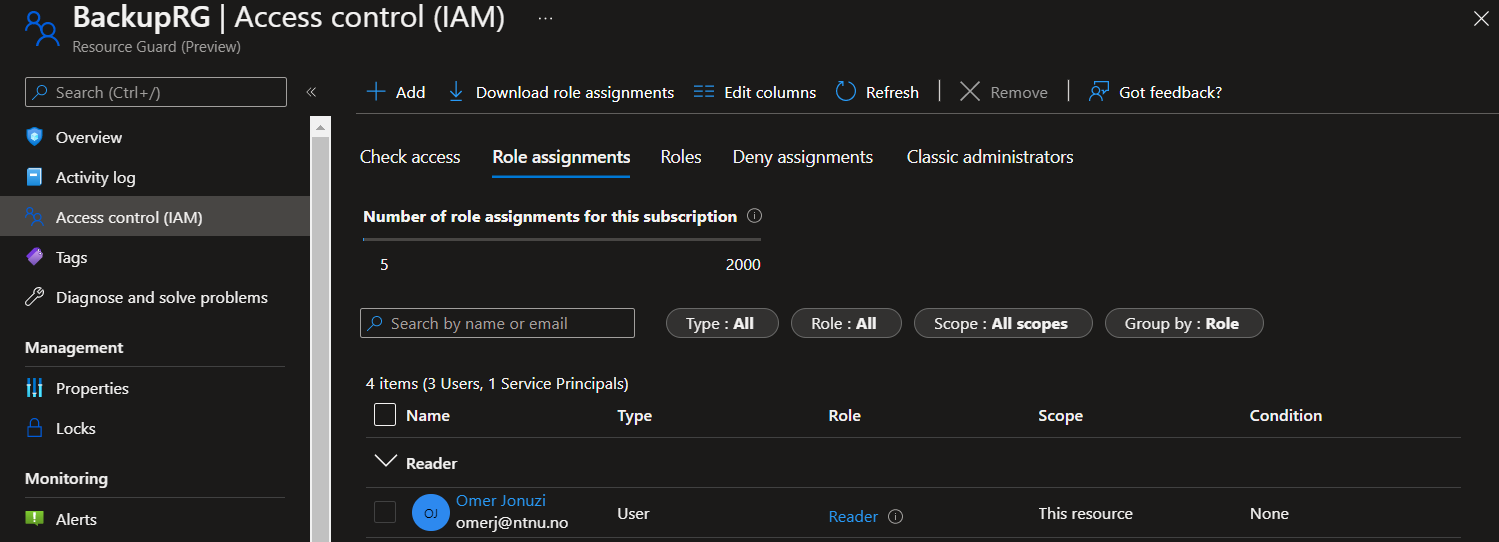 BackupRG | Access control (IAM) ...
Resource Guard (Preview)
Search (Ctrl+/)
«
Overview
Activity log
Access control (IAM)
Tags
Diagnose and solve problems
Management
Properties
Locks
Monitoring
Alerts
Add Download role assignments Edit columns Refresh Remove Got feedback?
Check access Role assignments Roles Deny assignments Classic administrators
Number of role assignments for this subscription
5 2000
Search by name or email Type : All Role : All Scope : All scopes Group by : Role
4 items (3 Users, 1 Service Principals)
Name Type Role Scope Condition
Reader
OJ Omer Jonuzi
omerj@ntnu.no User Reader This resource None